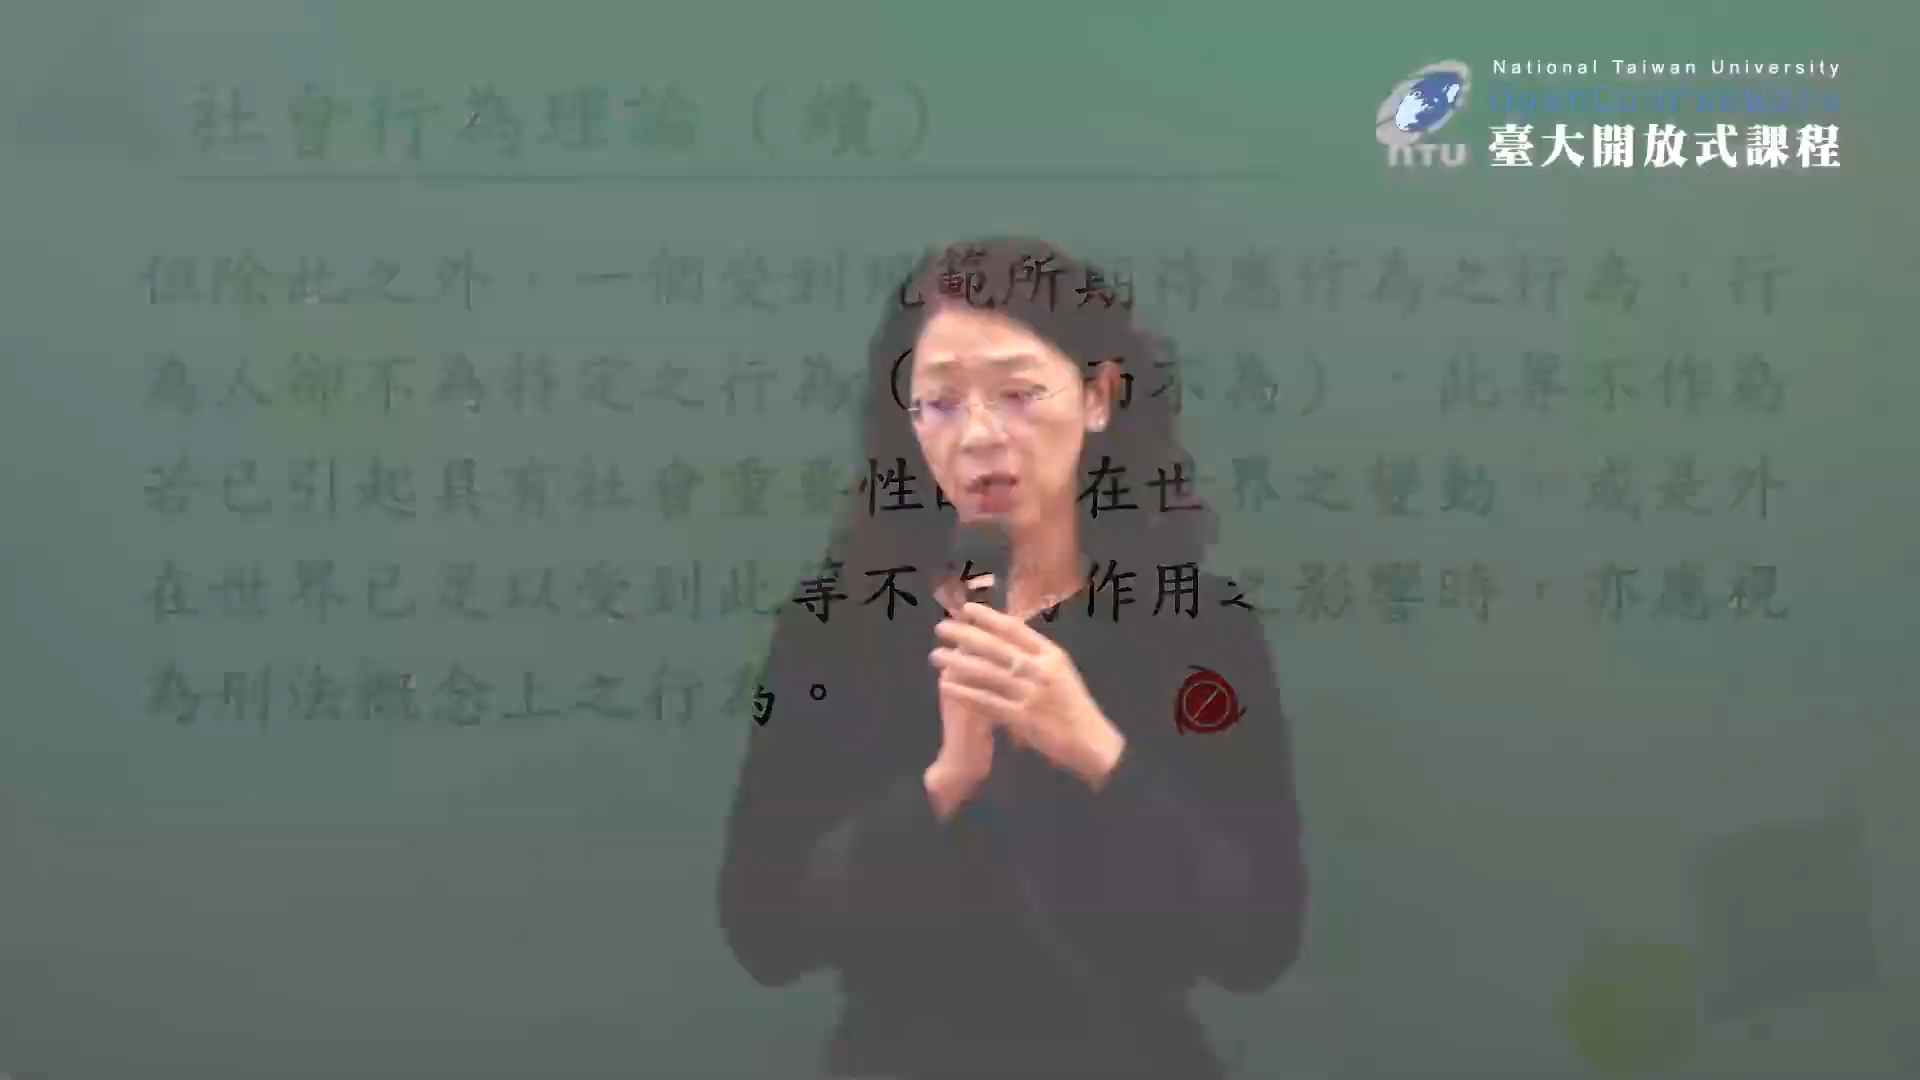 National Taiwan University
OpenCourseWare
NTU
臺大開放式課程
社會行為理論（續）
但除此之外，一個受到規範所期待應作為之行為，行
為人卻不為特定之行為（ 而不為），此等不作為
若已引起具有社會重要性的 在世界之變動，或是外
在世界已足以受到此等不作為作用之影響時，亦應視
為刑法概念上之行為。